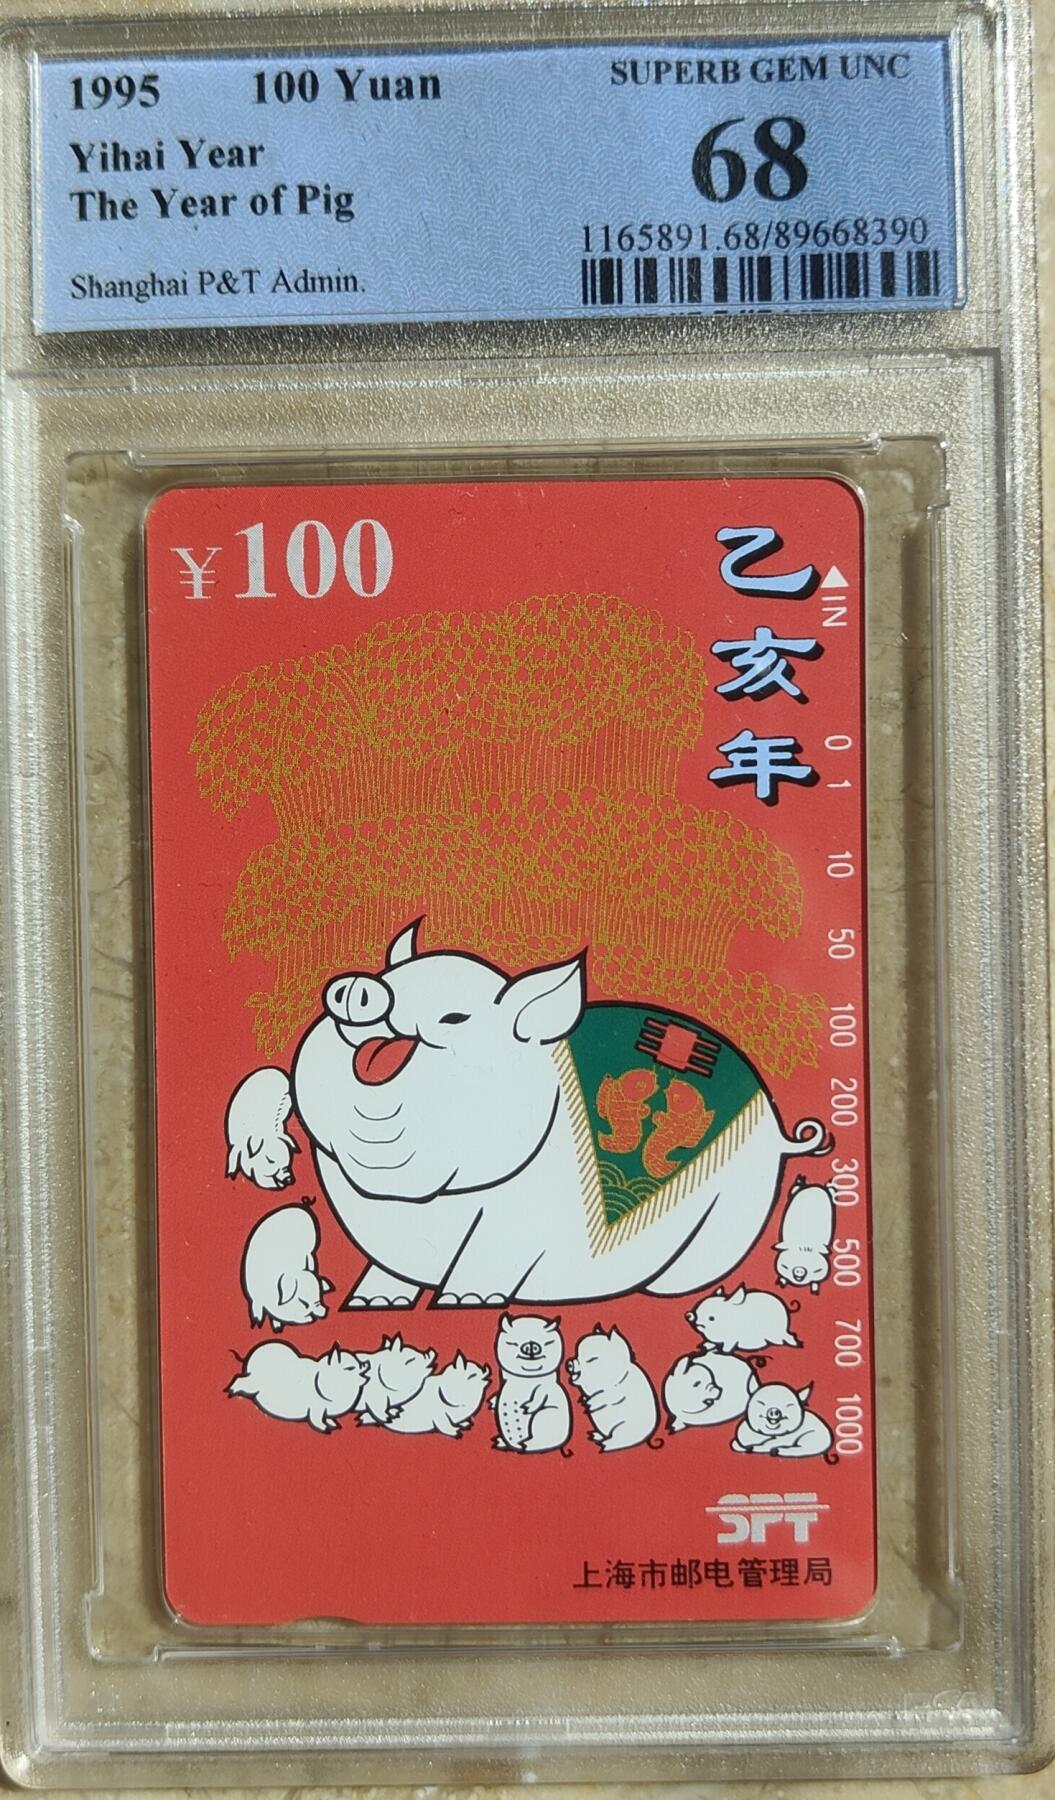 1995 100 Yuan
Yihai Year
The Year of Pig
Shanghai P&T Admin.
SUPERB GEM UNC
68
1165891.68/89668390
¥100
乙亥年
IN
0
1
10
50
100
200
300
500
700
1000
SPT
上海市邮电管理局